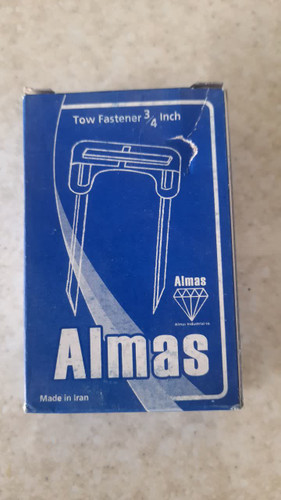 Tow Fastener 3/4 Inch
Almas
Almas
Made in Iran